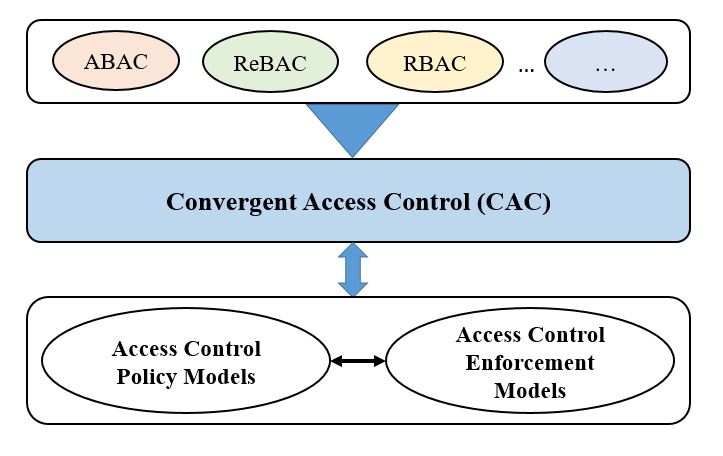 ABAC ReBAC RBAC ... ...
Convergent Access Control (CAC)
Access Control
Policy Models
Access Control
Enforcement
Models